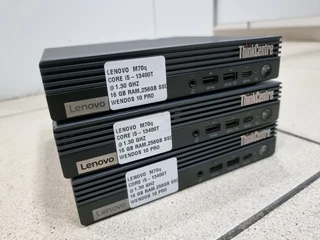 LENOVO M70q
CORE i5 - 13400T
@ 1.30 GHZ
16 GB RAM,256GB SSD
WENDOS 10 PRO
Lenovo
ThinkCentre
LENOVO M70q
CORE i5 - 13400T
@ 1.30 GHZ
16 GB RAM,256GB SSD
WENDOS 10 PRO
Lenovo
ThinkCentre
LENOVO M70q
CORE i5 - 13400T
@ 1.30 GHZ
16 GB RAM,256GB SSD
WENDOS 10 PRO
Lenovo
ThinkCentre